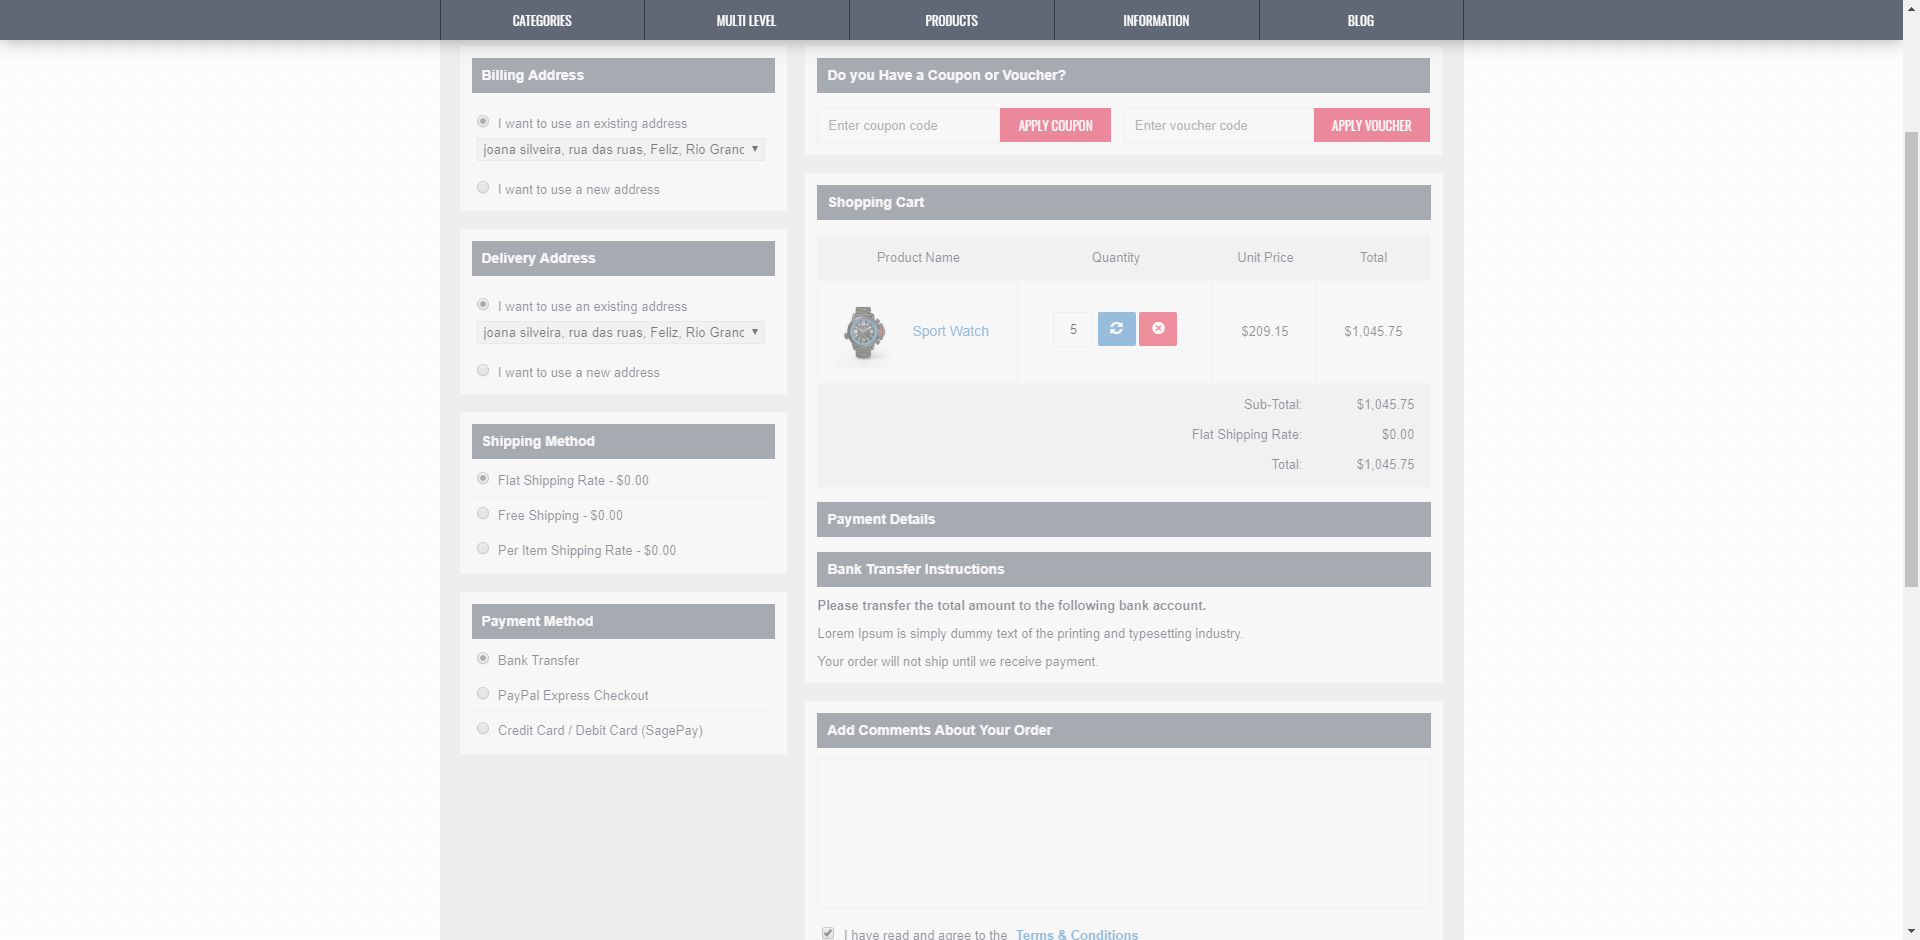 CATEGORIES
MULTI LEVEL
PRODUCTS
INFORMATION
BLOG
Billing Address
I want to use an existing address
joana silveira, rua das ruas, Feliz, Rio Grand
I want to use a new address
Delivery Address
I want to use an existing address
joana silveira, rua das ruas, Feliz, Rio Grand
I want to use a new address
Shipping Method
Flat Shipping Rate - $0.00
Free Shipping - $0.00
Per Item Shipping Rate - $0.00
Payment Method
Bank Transfer
PayPal Express Checkout
Credit Card / Debit Card (SagePay)
Do you Have a Coupon or Voucher?
Enter coupon code
APPLY COUPON
Enter voucher code
APPLY VOUCHER
Shopping Cart
Product Name Quantity Unit Price Total
Sport Watch 5 $209.15 $1,045.75
Sub-Total: $1,045.75
Flat Shipping Rate: $0.00
Total: $1,045.75
Payment Details
Bank Transfer Instructions
Please transfer the total amount to the following bank account.
Lorem Ipsum is simply dummy text of the printing and typesetting industry.
Your order will not ship until we receive payment.
Add Comments About Your Order
I have read and agree to the Terms & Conditions